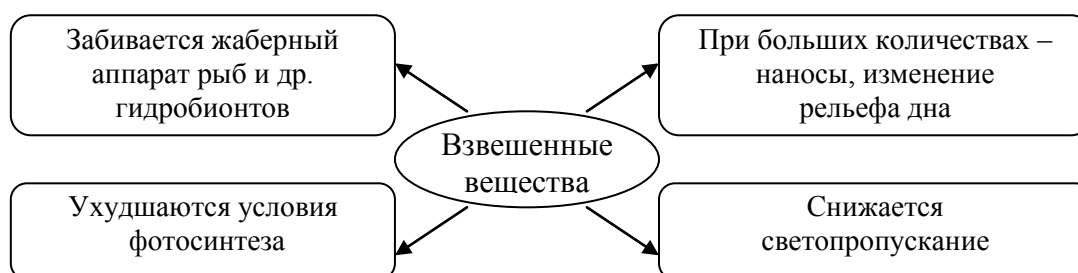 Забивается жаберный
аппарат рыб и др.
гидробионтов
При больших количествах –
наносы, изменение
рельефа дна
Взвешенные
вещества
Ухудшаются условия
фотосинтеза
Снижается
светопропускание